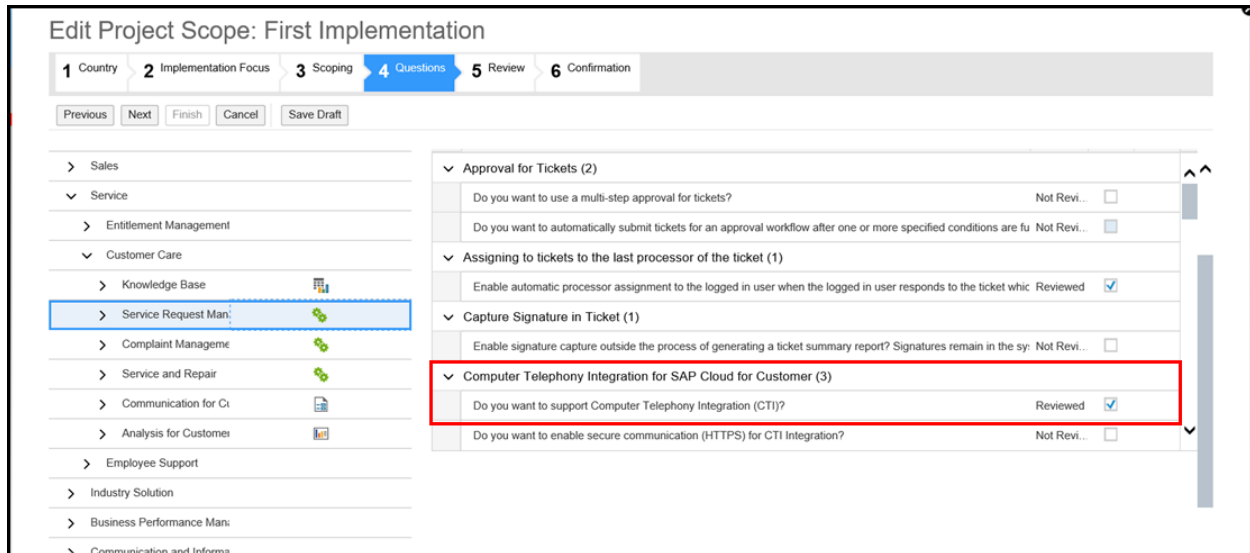 Edit Project Scope: First Implementation
1 Country 2 Implementation Focus 3 Scoping 4 Questions 5 Review 6 Confirmation
Previous Next Finish Cancel Save Draft
Sales
Service
Entitlement Management
Customer Care
Knowledge Base
Service Request Man
Complaint Manageme
Service and Repair
Communication for Cu
Analysis for Customer
Employee Support
Industry Solution
Business Performance Mana
Communication and Informa
Approval for Tickets (2)
Do you want to use a multi-step approval for tickets? Not Revi...
Do you want to automatically submit tickets for an approval workflow after one or more specified conditions are fu Not Revi...
Assigning to tickets to the last processor of the ticket (1)
Enable automatic processor assignment to the logged in user when the logged in user responds to the ticket whic Reviewed
Capture Signature in Ticket (1)
Enable signature capture outside the process of generating a ticket summary report? Signatures remain in the sy Not Revi...
Computer Telephony Integration for SAP Cloud for Customer (3)
Do you want to support Computer Telephony Integration (CTI)? Reviewed
Do you want to enable secure communication (HTTPS) for CTI Integration? Not Revi...